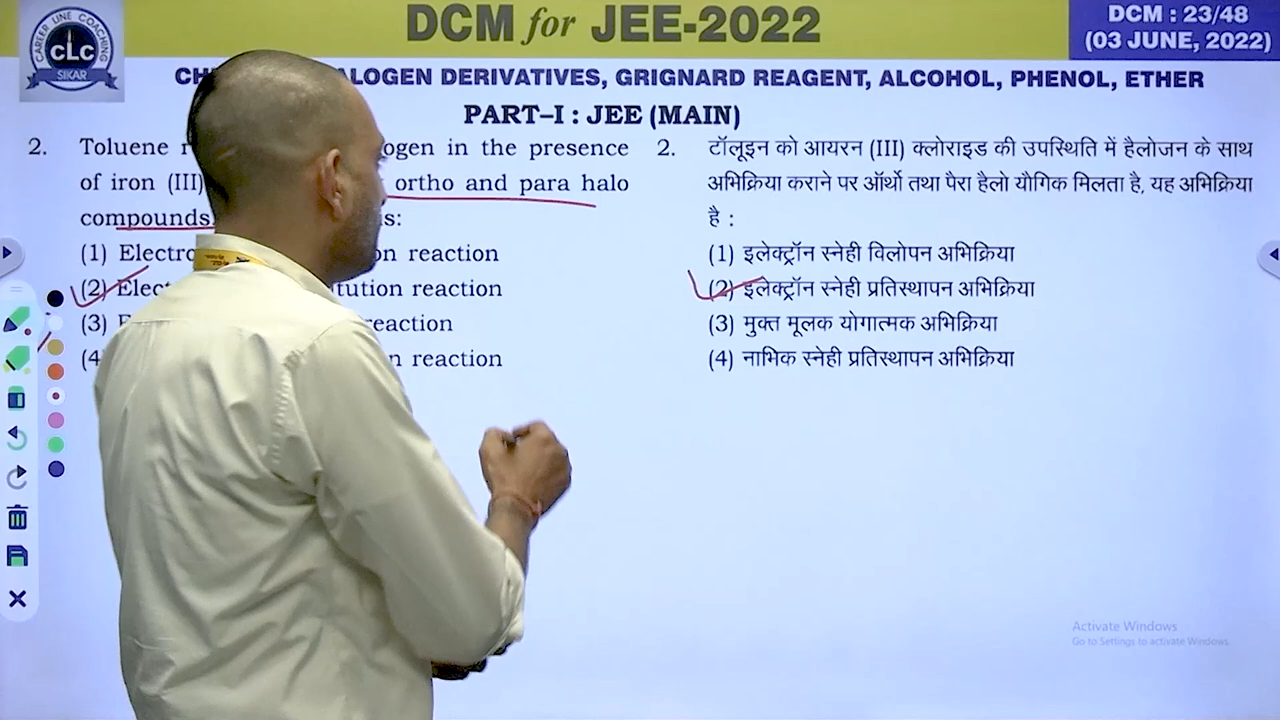 DCM for JEE-2022
DCM : 23/48
(03 JUNE, 2022)
CAREER LINE COACHING
CLC
SIKAR
HALOGEN DERIVATIVES, GRIGNARD REAGENT, ALCOHOL, PHENOL, ETHER
PART–I : JEE (MAIN)
2. Toluene ogen in the presence
of iron (III) ortho and para halo
compounds. is:
(1) Electro on reaction
(2) Elect tution reaction
(3) reaction
(4) n reaction
2. टॉलूइन को आयरन (III) क्लोराइड की उपस्थिति में हैलोजन के साथ
अभिक्रिया कराने पर ऑर्थो तथा पैरा हैलो यौगिक मिलता है, यह अभिक्रिया
है :
(1) इलेक्ट्रॉन स्नेही विलोपन अभिक्रिया
(2) इलेक्ट्रॉन स्नेही प्रतिस्थापन अभिक्रिया
(3) मुक्त मूलक योगात्मक अभिक्रिया
(4) नाभिक स्नेही प्रतिस्थापन अभिक्रिया
Activate Windows
Go to Settings to activate Windows.